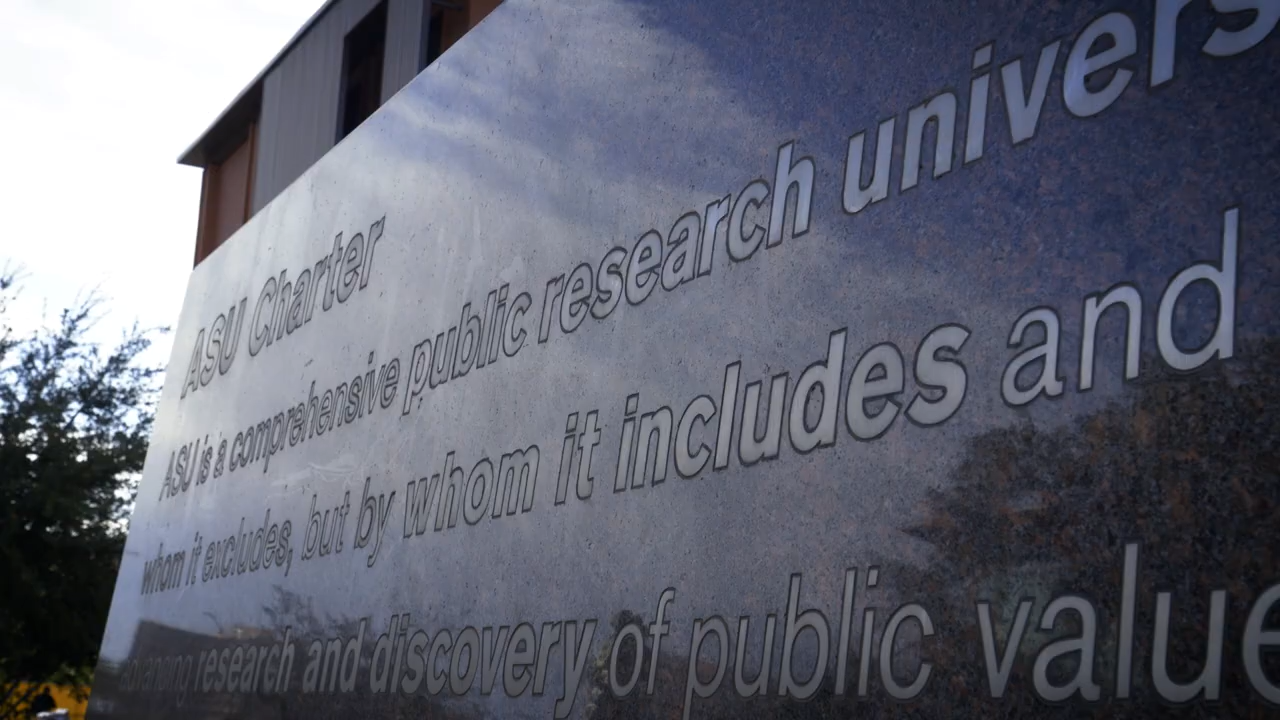 ASU Charter
ASU is a comprehensive public research univers
whom it excludes, but by whom it includes and
advancing research and discovery of public value